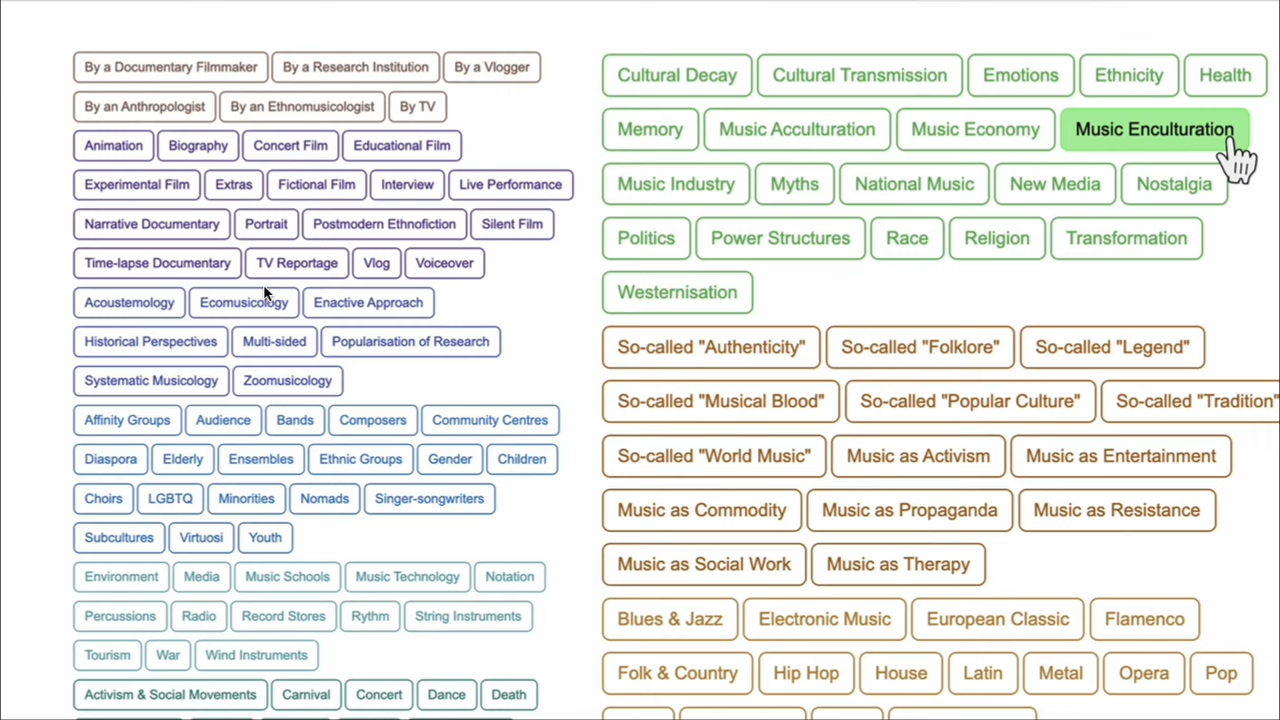 By a Documentary Filmmaker By a Research Institution By a Vlogger
By an Anthropologist By an Ethnomusicologist By TV
Animation Biography Concert Film Educational Film
Experimental Film Extras Fictional Film Interview Live Performance
Narrative Documentary Portrait Postmodern Ethnofiction Silent Film
Time-lapse Documentary TV Reportage Vlog Voiceover
Acoustemology Ecomusicology Enactive Approach
Historical Perspectives Multi-sided Popularisation of Research
Systematic Musicology Zoomusicology
Affinity Groups Audience Bands Composers Community Centres
Diaspora Elderly Ensembles Ethnic Groups Gender Children
Choirs LGBTQ Minorities Nomads Singer-songwriters
Subcultures Virtuosi Youth
Environment Media Music Schools Music Technology Notation
Percussions Radio Record Stores Rythm String Instruments
Tourism War Wind Instruments
Activism & Social Movements Carnival Concert Dance Death
Cultural Decay Cultural Transmission Emotions Ethnicity Health
Memory Music Acculturation Music Economy Music Enculturation
Music Industry Myths National Music New Media Nostalgia
Politics Power Structures Race Religion Transformation
Westernisation
So-called "Authenticity" So-called "Folklore" So-called "Legend"
So-called "Musical Blood" So-called "Popular Culture" So-called "Tradition"
So-called "World Music" Music as Activism Music as Entertainment
Music as Commodity Music as Propaganda Music as Resistance
Music as Social Work Music as Therapy
Blues & Jazz Electronic Music European Classic Flamenco
Folk & Country Hip Hop House Latin Metal Opera Pop